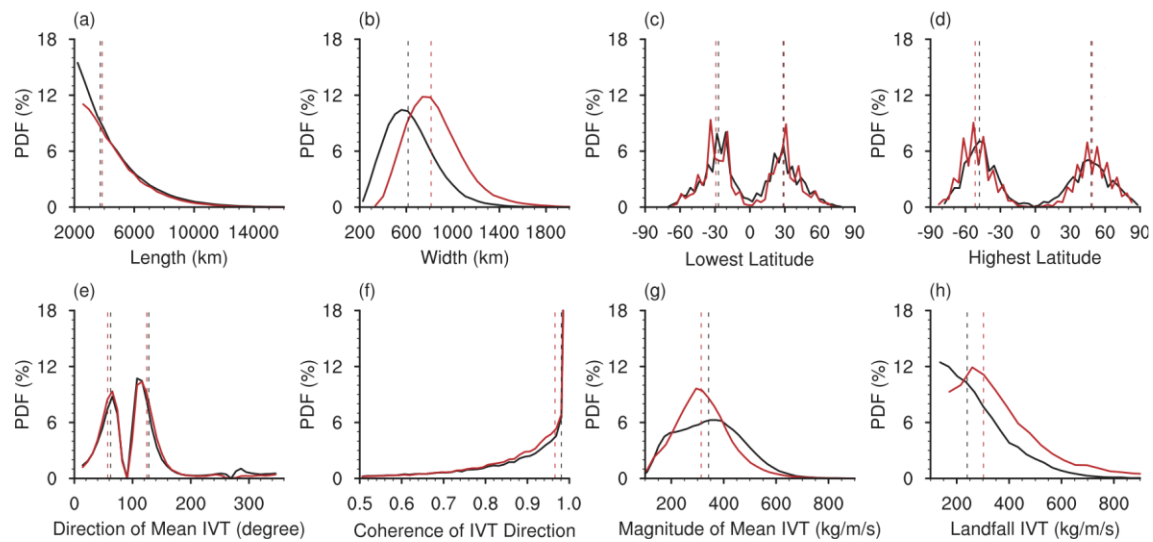 (a) (b) (c) (d)
18 18 18 18
12 12 12 12
6 6 6 6
0 0 0 0
PDF (%) PDF (%) PDF (%) PDF (%)
2000 6000 10000 14000 200 600 1000 1400 1800 -90 -60 -30 0 30 60 90 -90 -60 -30 0 30 60 90
Length (km) Width (km) Lowest Latitude Highest Latitude
(e) (f) (g) (h)
18 18 18 18
12 12 12 12
6 6 6 6
0 0 0 0
PDF (%) PDF (%) PDF (%) PDF (%)
0 100 200 300 0.5 0.6 0.7 0.8 0.9 1.0 200 400 600 800 200 400 600 800
Direction of Mean IVT (degree) Coherence of IVT Direction Magnitude of Mean IVT (kg/m/s) Landfall IVT (kg/m/s)